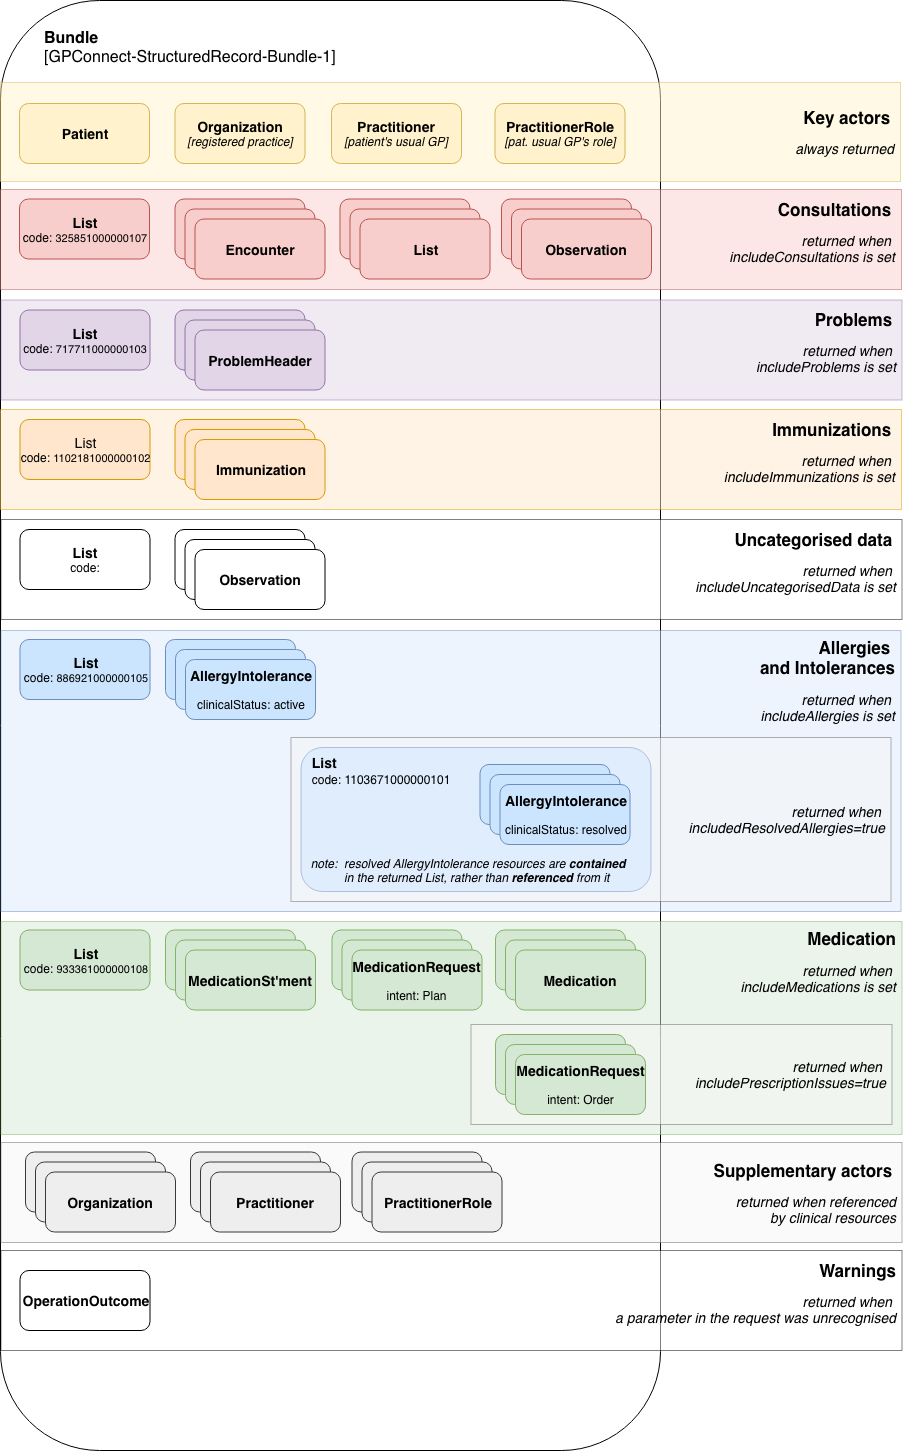 Bundle
[GPConnect-StructuredRecord-Bundle-1]
Patient
Organization
[registered practice]
Practitioner
[patient's usual GP]
PractitionerRole
[pat. usual GP's role]
Key actors
always returned
List
code: 325851000000107
Encounter
List
Observation
Consultations
returned when
includeConsultations is set
List
code: 717711000000103
ProblemHeader
Problems
returned when
includeProblems is set
List
code: 1102181000000102
Immunization
Immunizations
returned when
includeImmunizations is set
List
code:
Observation
Uncategorised data
returned when
includeUncategorisedData is set
List
code: 886921000000105
AllergyIntolerance
clinicalStatus: active
Allergies
and Intolerances
returned when
includeAllergies is set
List
code: 1103671000000101
AllergyIntolerance
clinicalStatus: resolved
note: resolved AllergyIntolerance resources are contained
in the returned List, rather than referenced from it
returned when
includedResolvedAllergies=true
List
code: 933361000000108
MedicationSt'ment
MedicationRequest
intent: Plan
Medication
Medication
returned when
includeMedications is set
MedicationRequest
intent: Order
returned when
includePrescriptionIssues=true
Organization
Practitioner
PractitionerRole
Supplementary actors
returned when referenced
by clinical resources
OperationOutcome
Warnings
returned when
a parameter in the request was unrecognised